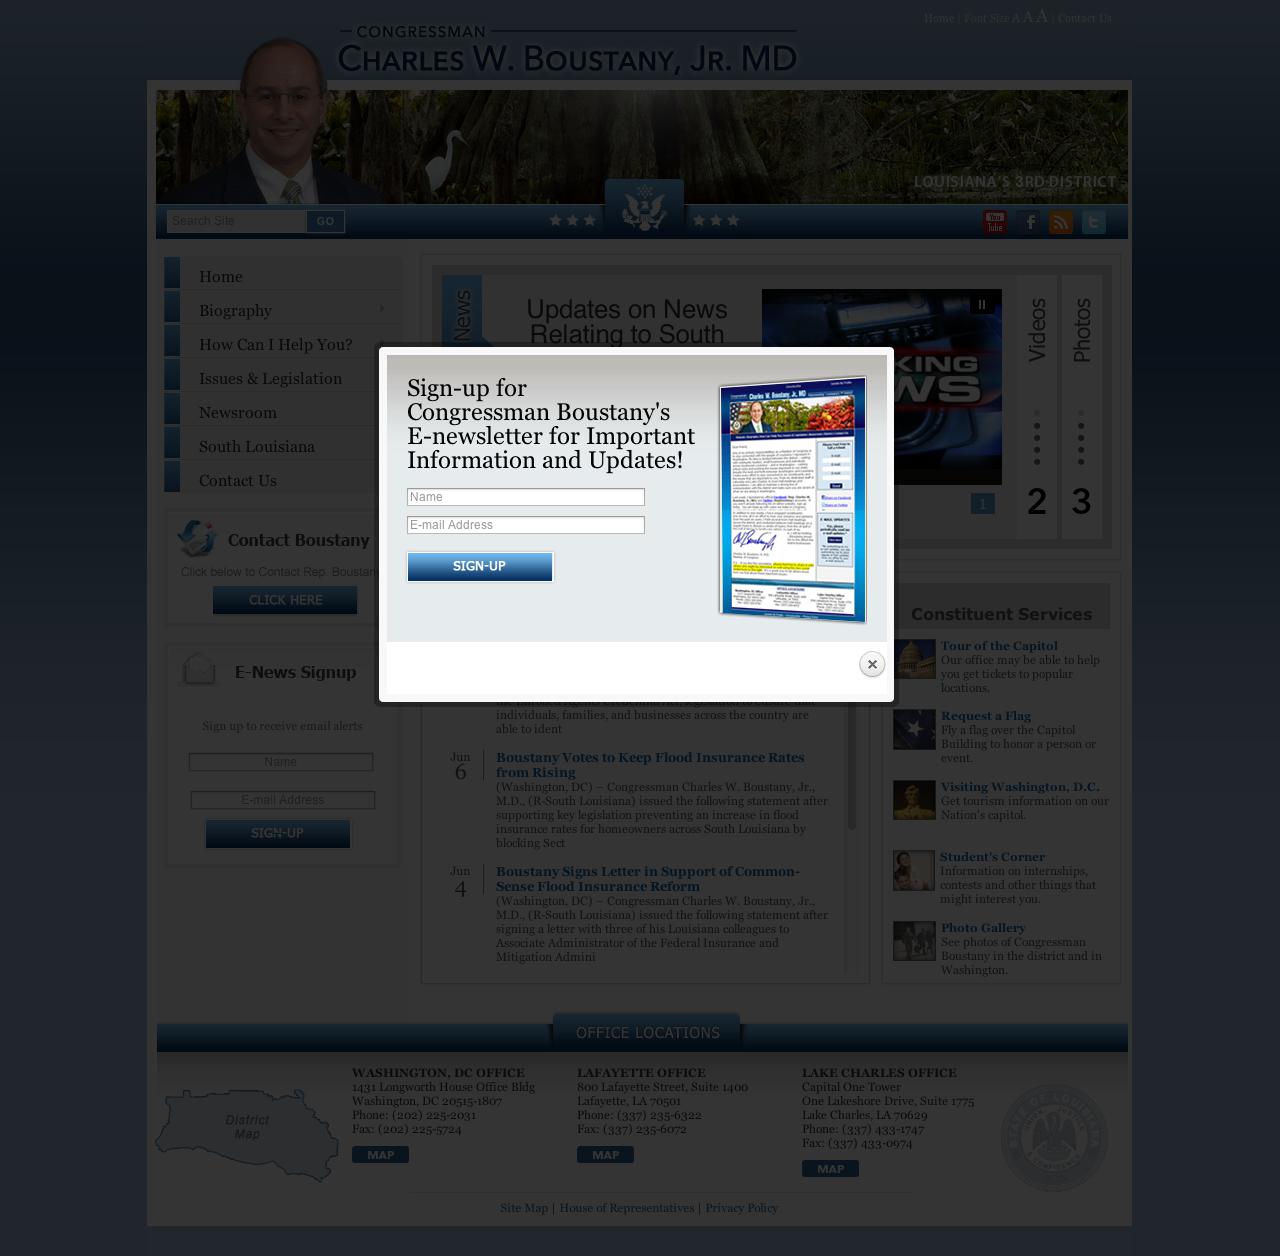 Home | Font Size A A A | Contact Us
CONGRESSMAN
CHARLES W. BOUSTANY, JR. MD
LOUISIANA'S 3RD DISTRICT
Search Site
GO
You Tube
Home
Biography
How Can I Help You?
Issues & Legislation
Newsroom
South Louisiana
Contact Us
News
Updates on News
Relating to South
Videos
Photos
1
2
3
Sign-up for
Congressman Boustany's
E-newsletter for Important
Information and Updates!
Name
E-mail Address
SIGN-UP
Charles W. Boustany, Jr., MD
Contact Boustany
Click below to Contact Rep. Boustany
CLICK HERE
E-News Signup
Sign up to receive email alerts
Name
E-mail Address
SIGN-UP
individuals, families, and businesses across the country are
able to ident
Jun
6
Boustany Votes to Keep Flood Insurance Rates
from Rising
(Washington, DC) – Congressman Charles W. Boustany, Jr.,
M.D., (R-South Louisiana) issued the following statement after
supporting key legislation preventing an increase in flood
insurance rates for homeowners across South Louisiana by
blocking Sect
Jun
4
Boustany Signs Letter in Support of Common-
Sense Flood Insurance Reform
(Washington, DC) – Congressman Charles W. Boustany, Jr.,
M.D., (R-South Louisiana) issued the following statement after
signing a letter with three of his Louisiana colleagues to
Associate Administrator of the Federal Insurance and
Mitigation Admini
Constituent Services
Tour of the Capitol
Our office may be able to help
you get tickets to popular
locations.
Request a Flag
Fly a flag over the Capitol
Building to honor a person or
event.
Visiting Washington, D.C.
Get tourism information on our
Nation's capitol.
Student's Corner
Information on internships,
contests and other things that
might interest you.
Photo Gallery
See photos of Congressman
Boustany in the district and in
Washington.
OFFICE LOCATIONS
District
Map
WASHINGTON, DC OFFICE
1431 Longworth House Office Bldg
Washington, DC 20515-1807
Phone: (202) 225-2031
Fax: (202) 225-5724
MAP
LAFAYETTE OFFICE
800 Lafayette Street, Suite 1400
Lafayette, LA 70501
Phone: (337) 235-6322
Fax: (337) 235-6072
MAP
LAKE CHARLES OFFICE
Capital One Tower
One Lakeshore Drive, Suite 1775
Lake Charles, LA 70629
Phone: (337) 433-1747
Fax: (337) 433-0974
MAP
STATE OF LOUISIANA
Site Map | House of Representatives | Privacy Policy